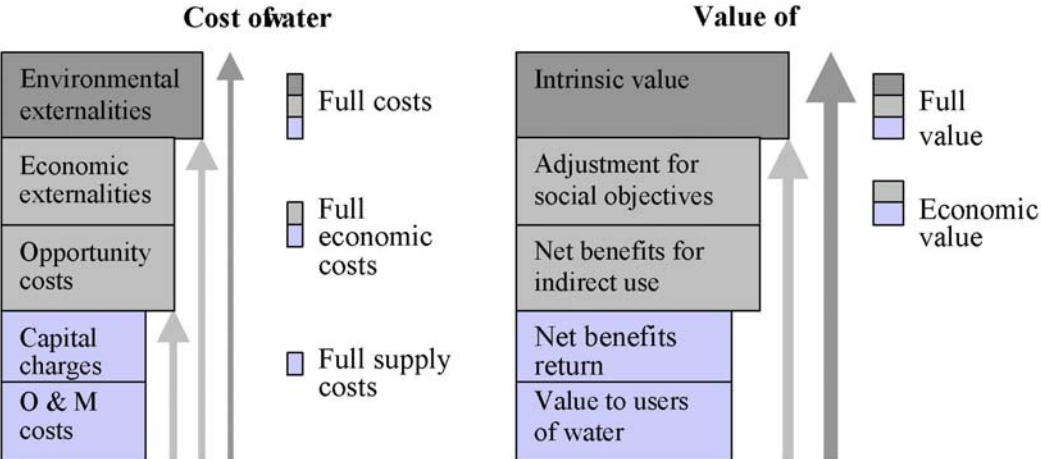 Cost of water
Environmental
externalities
Economic
externalities
Opportunity
costs
Capital
charges
O & M
costs
Full costs
Full
economic
costs
Full supply
costs
Value of
Intrinsic value
Adjustment for
social objectives
Net benefits for
indirect use
Net benefits
return
Value to users
of water
Full
value
Economic
value